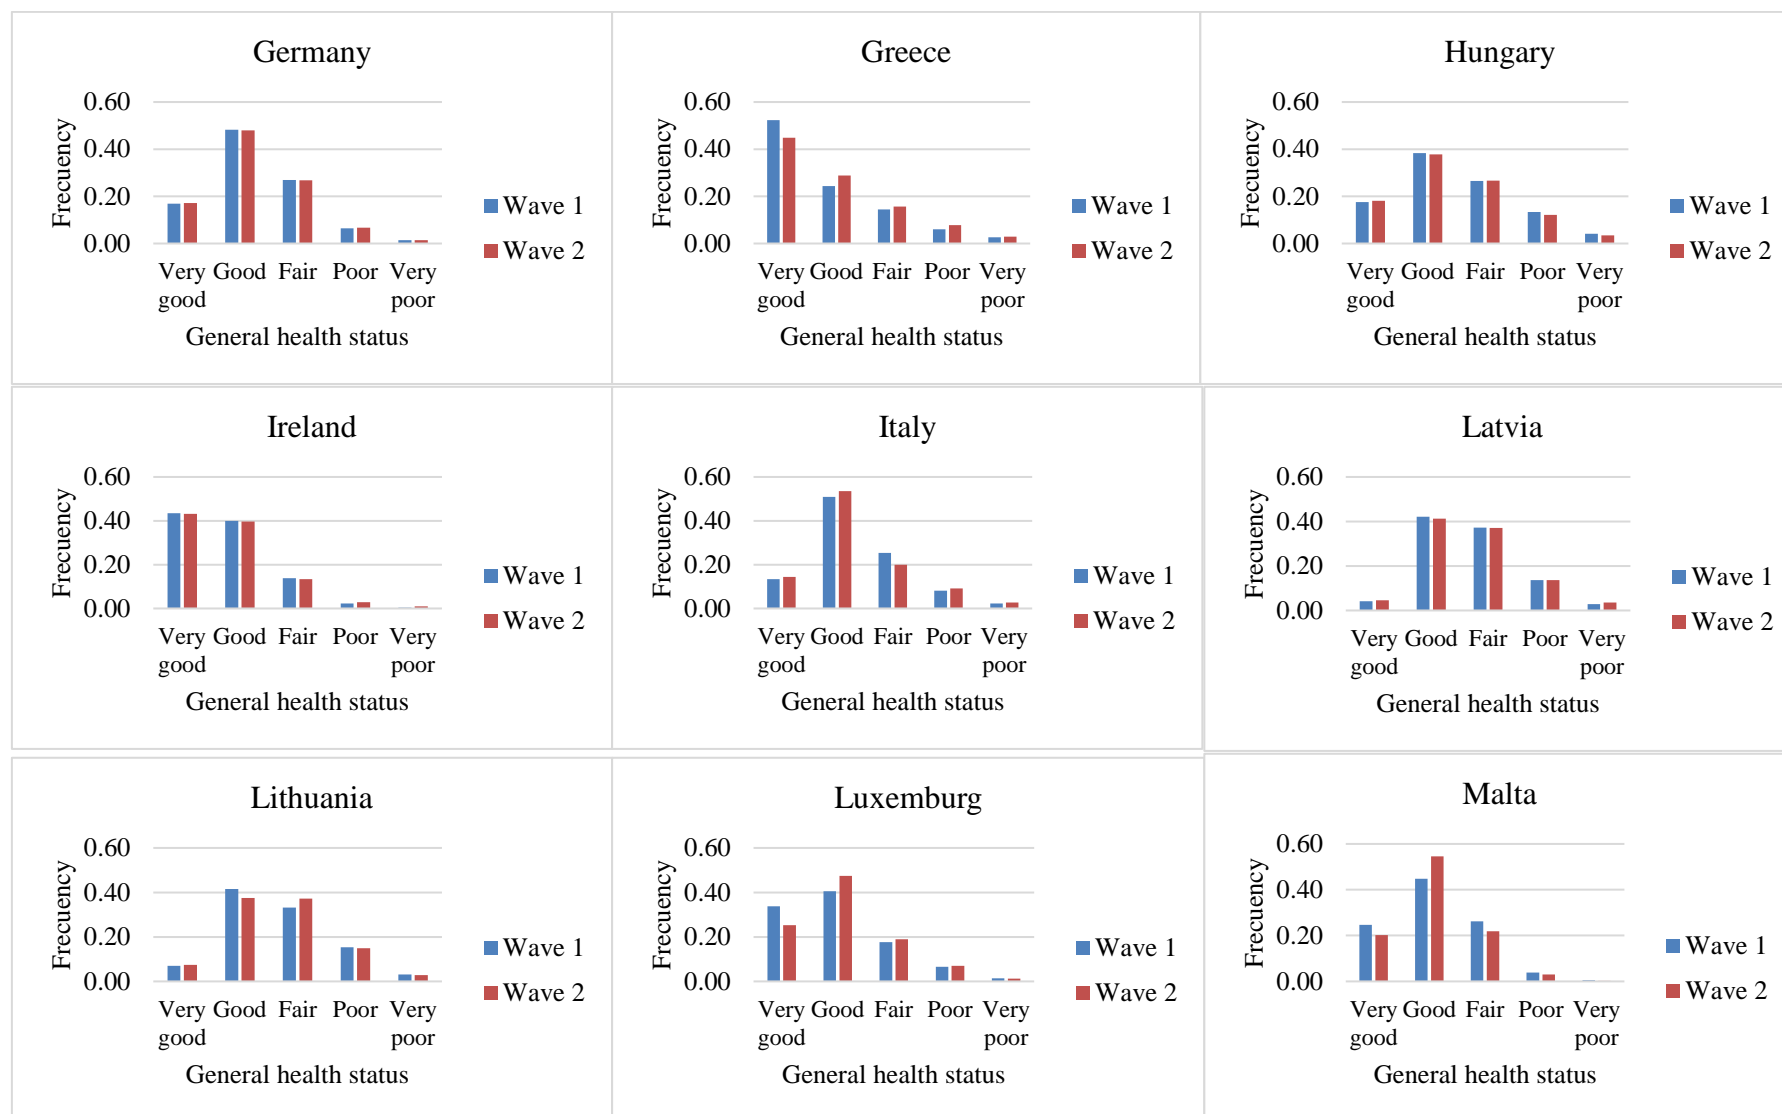 Germany
Frecuency
0.60
0.40
0.20
0.00
Very good
Good
Fair
Poor
Very poor
General health status
Wave 1
Wave 2
Greece
Frecuency
0.60
0.40
0.20
0.00
Very good
Good
Fair
Poor
Very poor
General health status
Wave 1
Wave 2
Hungary
Frecuency
0.60
0.40
0.20
0.00
Very good
Good
Fair
Poor
Very poor
General health status
Wave 1
Wave 2
Ireland
Frecuency
0.60
0.40
0.20
0.00
Very good
Good
Fair
Poor
Very poor
General health status
Wave 1
Wave 2
Italy
Frecuency
0.60
0.40
0.20
0.00
Very good
Good
Fair
Poor
Very poor
General health status
Wave 1
Wave 2
Latvia
Frecuency
0.60
0.40
0.20
0.00
Very good
Good
Fair
Poor
Very poor
General health status
Wave 1
Wave 2
Lithuania
Frecuency
0.60
0.40
0.20
0.00
Very good
Good
Fair
Poor
Very poor
General health status
Wave 1
Wave 2
Luxemburg
Frecuency
0.60
0.40
0.20
0.00
Very good
Good
Fair
Poor
Very poor
General health status
Wave 1
Wave 2
Malta
Frecuency
0.60
0.40
0.20
0.00
Very good
Good
Fair
Poor
Very poor
General health status
Wave 1
Wave 2